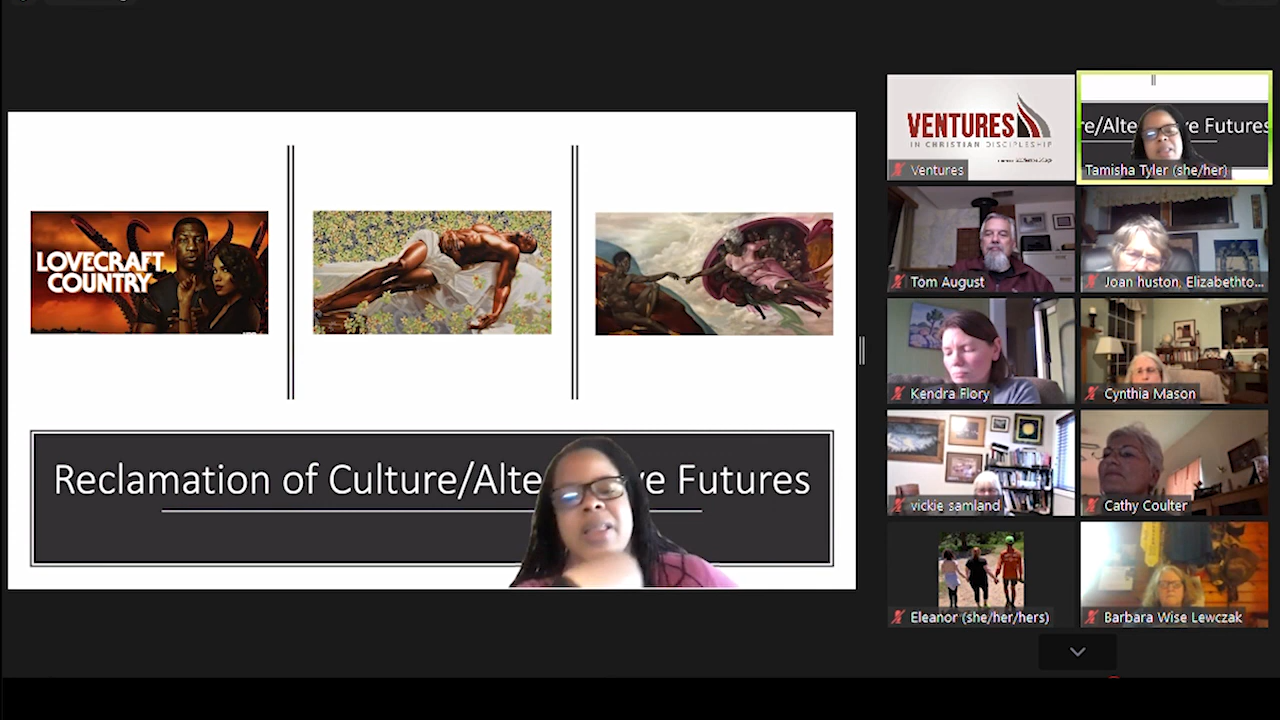 LOVECRAFT
COUNTRY
Reclamation of Culture/Alte
ve Futures
VENTURES
IN CHRISTIAN DISCIPLESHIP
Ventures
re/Alte
ve Futures
Tamisha Tyler (she/her)
Tom August
Joan huston, Elizabethto...
Kendra Flory
Cynthia Mason
vickie samland
Cathy Coulter
Eleanor (she/her/hers)
Barbara Wise Lewczak